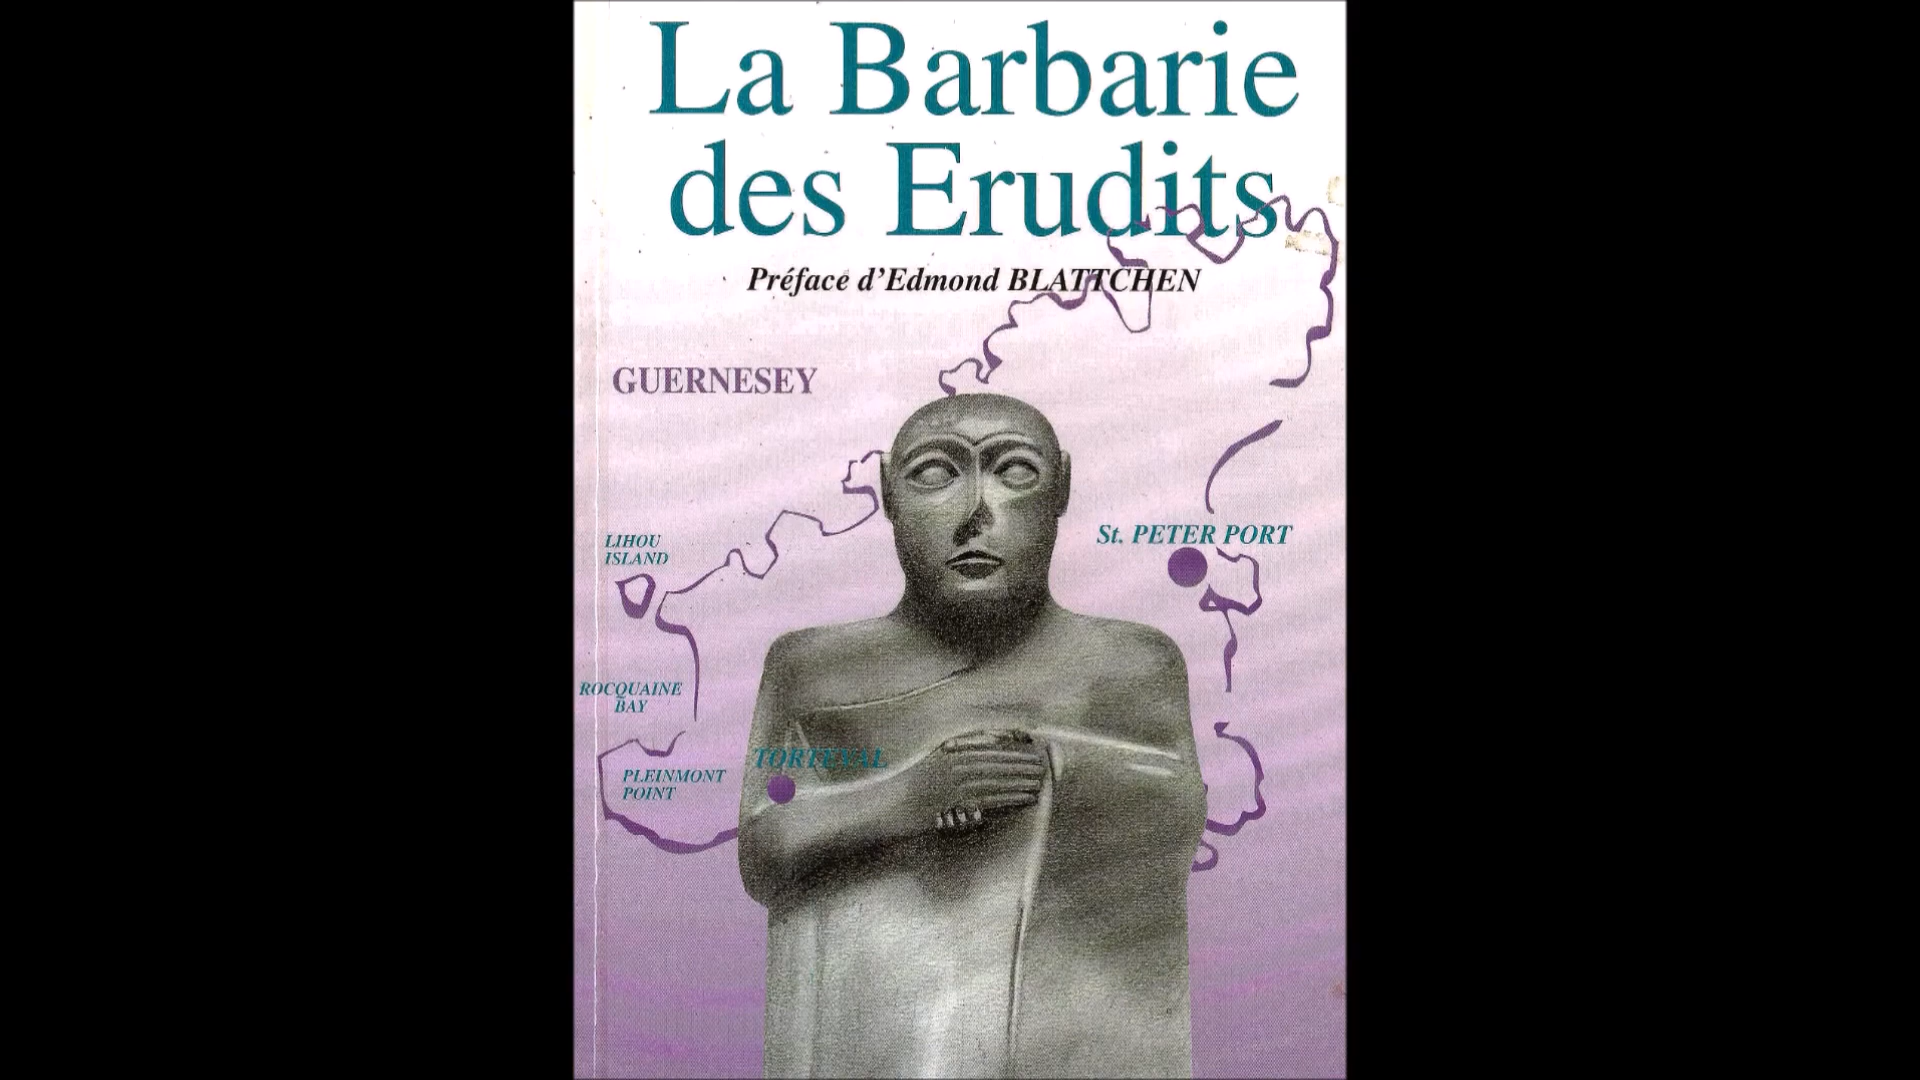 La Barbarie
des Erudits
Préface d'Edmond BLATTCHEN
GUERNESEY
St. PETER PORT
LIHOU
ISLAND
ROCQUAINE
BAY
TORTEVAL
PLEINMONT
POINT